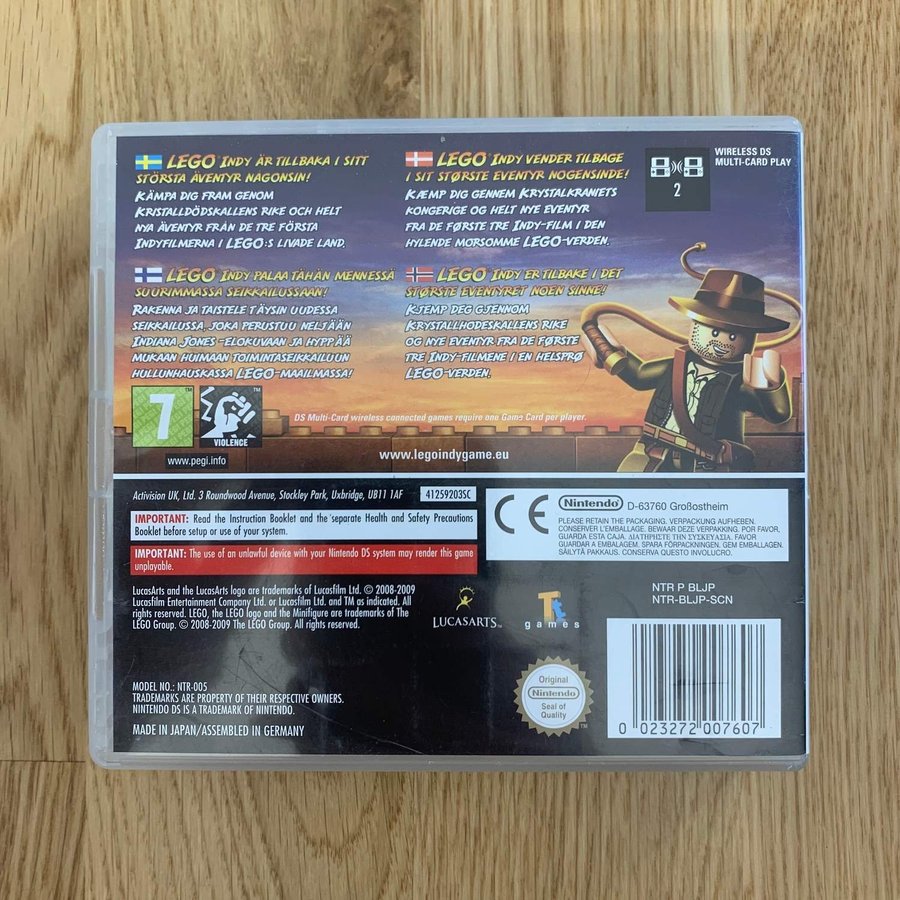 LEGO INDY ÄR TILLBAKA I SITT
STÖRSTA ÄVENTYR NÅGONSIN!
KÄMPA DIG FRAM GENOM
KRISTALLDÖDSKALLENS RIKE OCH HELT
NYA ÄVENTYR FRÅN DE TRE FÖRSTA
INDYFILMERNA I LEGO:S LIVADE LAND.
LEGO INDY VENDER TILBAGE
I SIT STØRSTE EVENTYR NOGENSINDE!
KÆMP DIG GENNEM KRYSTALKRANIETS
KONGERIGE OG HELT NYE EVENTYR
FRA DE FØRSTE TRE INDY-FILM I DEN
HYLENDE MORSOMME LEGO-VERDEN.
WIRELESS DS
MULTI-CARD PLAY
2
LEGO INDY PALAA TÄHÄN MENNESSÄ
SUURIMMASSA SEIKKAILUSSAAN!
RAKENNA JA TAISTELE TÄYSIN UUDESSA
SEIKKAILUSSA, JOKA PERUSTUU NELJÄÄN
INDIANA JONES -ELOKUVAAN JA HYPPÄÄ
MUKAAN HUIMAAN TOIMINTASEIKKAILUUN
HULLUNHAUSKASSA LEGO-MAAILMASSA!
LEGO INDY ER TILBAKE I DET
STØRSTE EVENTYRET NOEN SINNE!
KJEMP DEG GJENNOM
KRYSTALLHODESKALLENS RIKE
OG NYE EVENTYR FRA DE FØRSTE
TRE INDY-FILMENE I EN HELSPRØ
LEGO-VERDEN.
7
VIOLENCE
TM
www.pegi.info
DS Multi-Card wireless connected games require one Game Card per player.
www.legoindygame.eu
Activision UK, Ltd. 3 Roundwood Avenue, Stockley Park, Uxbridge, UB11 1AF
41259203SC
IMPORTANT: Read the Instruction Booklet and the separate Health and Safety Precautions
Booklet before setup or use of your system.
IMPORTANT: The use of an unlawful device with your Nintendo DS system may render this game
unplayable.
CE Nintendo D-63760 Großostheim
PLEASE RETAIN THE PACKAGING. VERPACKUNG AUFHEBEN.
CONSERVER L'EMBALLAGE. BEWAAR DEZE VERPAKKING. POR FAVOR,
GUARDA ESTA CAJA. ΔΙΑΤΗΡΗΣΤΕ ΤΗΝ ΣΥΣΚΕΥΑΣΙΑ. FAVOR
GUARDAR A EMBALAGEM. SPARA FÖRPACKNINGEN. GEM EMBALLAGEN.
SÄILYTÄ PAKKAUS. CONSERVA QUESTO INVOLUCRO.
LucasArts and the LucasArts logo are trademarks of Lucasfilm Ltd. © 2008-2009
Lucasfilm Entertainment Company Ltd. or Lucasfilm Ltd. and TM as indicated. All
rights reserved. LEGO, the LEGO logo and the Minifigure are trademarks of The
LEGO Group. © 2008-2009 The LEGO Group. All rights reserved.
LUCASARTS
TT
games
NTR P BLJP
NTR-BLJP-SCN
MODEL NO.: NTR-005
TRADEMARKS ARE PROPERTY OF THEIR RESPECTIVE OWNERS.
NINTENDO DS IS A TRADEMARK OF NINTENDO.
MADE IN JAPAN/ASSEMBLED IN GERMANY
Original
Nintendo
Seal of
Quality
TM
0 023272 007607